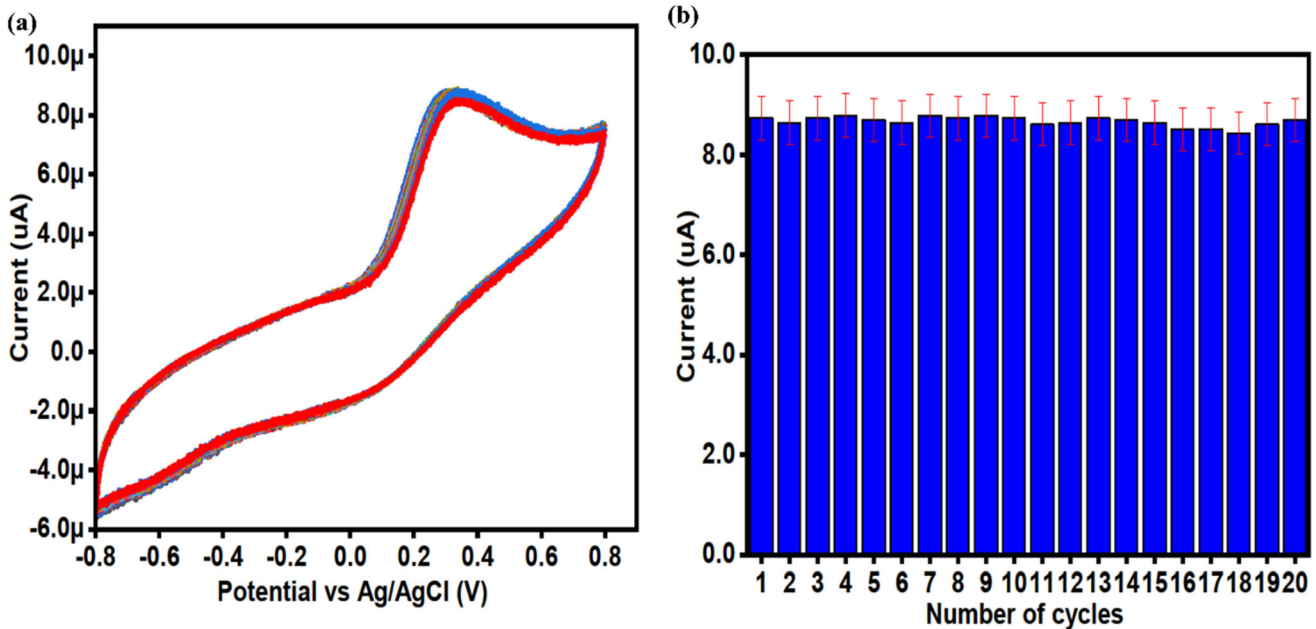 (a)
10.0µ
8.0µ
6.0µ
4.0µ
2.0µ
0.0
-2.0µ
-4.0µ
-6.0µ
Current (uA)
-0.8 -0.6 -0.4 -0.2 0.0 0.2 0.4 0.6 0.8
Potential vs Ag/AgCl (V)
(b)
10.0
8.0
6.0
4.0
2.0
0.0
Current (uA)
1 2 3 4 5 6 7 8 9 10 11 12 13 14 15 16 17 18 19 20
Number of cycles